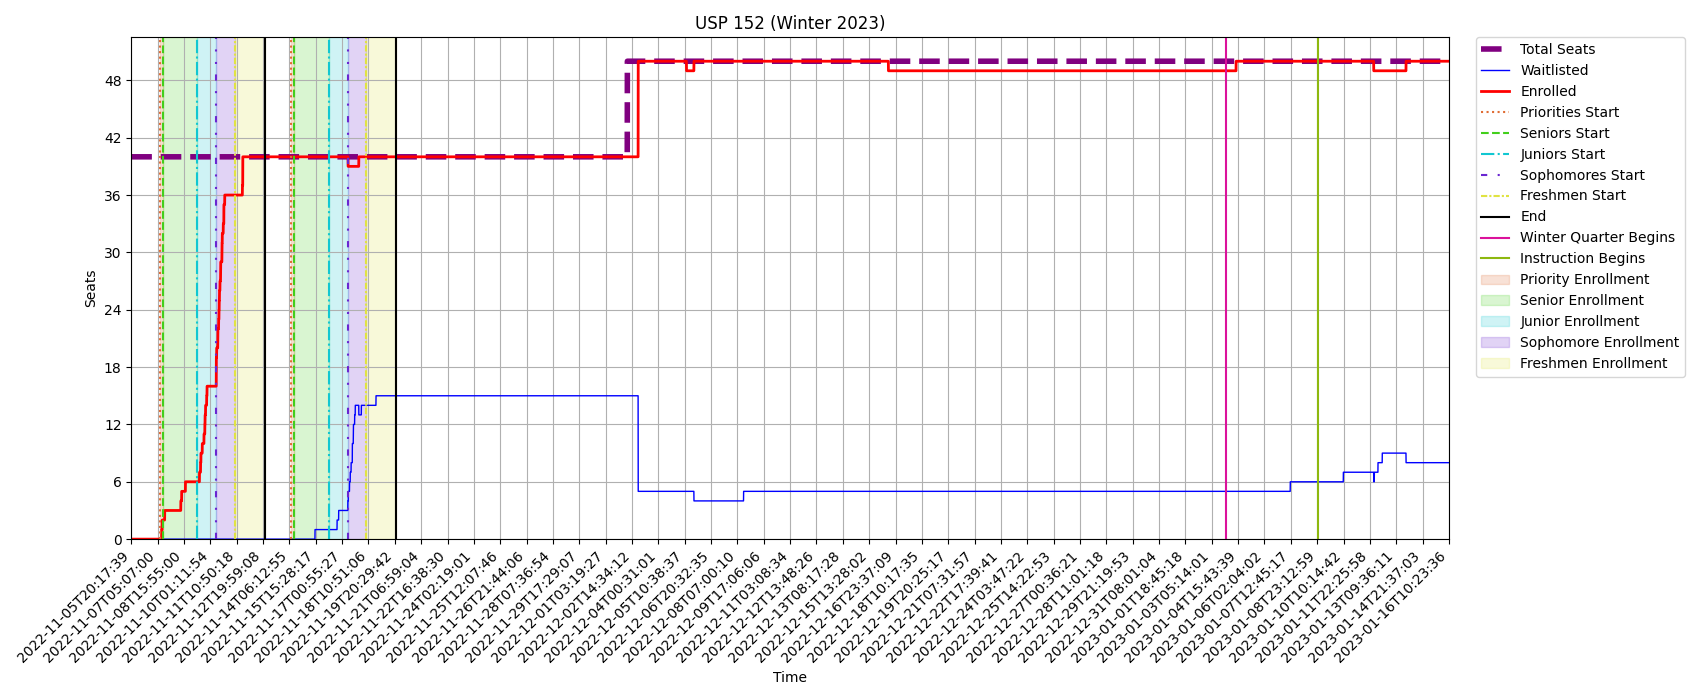 USP 152 (Winter 2023)
Seats
48
42
36
30
24
18
12
6
0
2022-11-05T20:17:39
2022-11-07T05:07:00
2022-11-08T15:55:00
2022-11-10T01:11:54
2022-11-11T10:50:18
2022-11-12T19:59:08
2022-11-14T06:12:55
2022-11-15T15:28:17
2022-11-17T00:55:27
2022-11-18T10:51:06
2022-11-19T20:29:42
2022-11-21T06:59:04
2022-11-22T16:38:30
2022-11-24T02:19:01
2022-11-25T12:07:46
2022-11-26T21:44:06
2022-11-28T07:36:54
2022-11-29T17:29:07
2022-12-01T03:19:27
2022-12-02T14:34:12
2022-12-04T00:31:01
2022-12-05T10:38:37
2022-12-06T20:32:35
2022-12-08T07:00:10
2022-12-09T17:06:06
2022-12-11T03:08:34
2022-12-12T13:48:26
2022-12-13T08:17:28
2022-12-15T13:28:02
2022-12-16T23:37:09
2022-12-18T10:17:35
2022-12-19T20:25:17
2022-12-21T07:31:57
2022-12-22T17:39:41
2022-12-24T03:47:22
2022-12-25T14:22:53
2022-12-27T00:36:21
2022-12-28T11:01:18
2022-12-29T21:19:53
2022-12-31T08:01:04
2023-01-01T18:45:18
2023-01-03T05:14:01
2023-01-04T15:43:39
2023-01-06T02:04:02
2023-01-07T12:45:17
2023-01-08T23:12:59
2023-01-10T10:14:42
2023-01-11T22:25:58
2023-01-13T09:36:11
2023-01-14T21:37:03
2023-01-16T10:23:36
Time
Total Seats
Waitlisted
Enrolled
Priorities Start
Seniors Start
Juniors Start
Sophomores Start
Freshmen Start
End
Winter Quarter Begins
Instruction Begins
Priority Enrollment
Senior Enrollment
Junior Enrollment
Sophomore Enrollment
Freshmen Enrollment